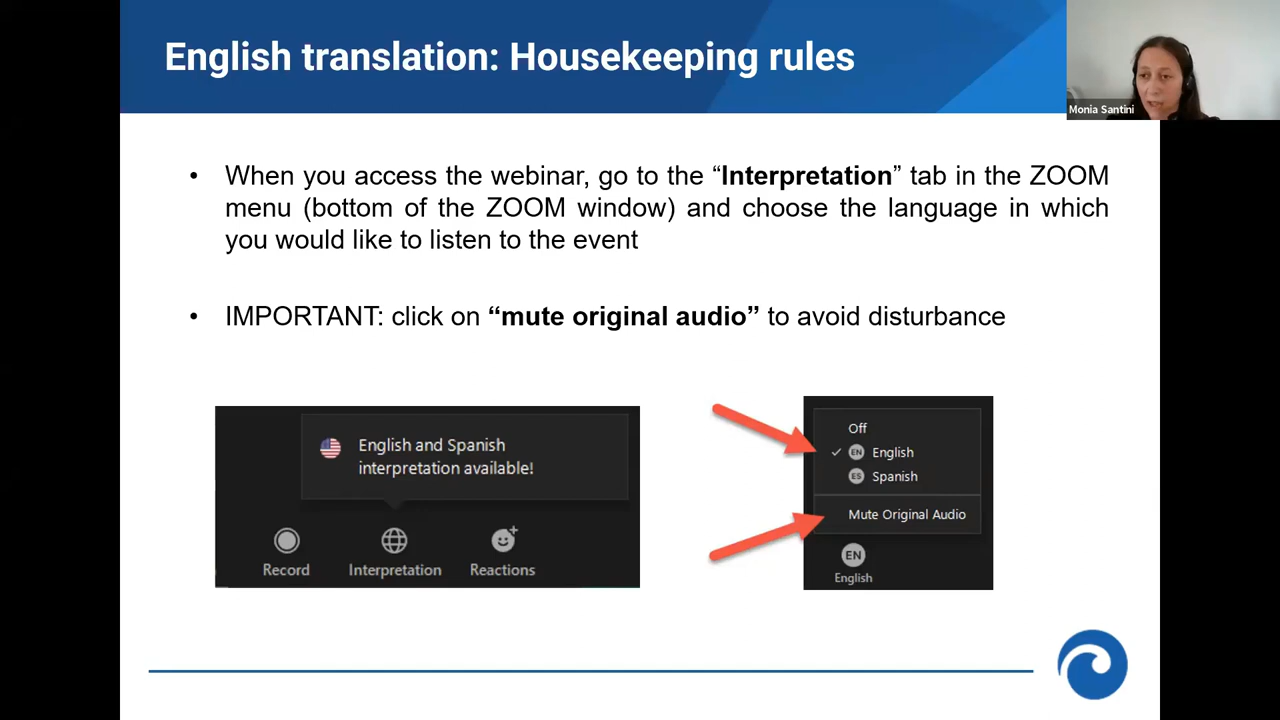 English translation: Housekeeping rules
Monia Santini
• When you access the webinar, go to the “Interpretation” tab in the ZOOM
menu (bottom of the ZOOM window) and choose the language in which
you would like to listen to the event
• IMPORTANT: click on “mute original audio” to avoid disturbance
English and Spanish
interpretation available!
Record Interpretation Reactions
Off
EN English
ES Spanish
Mute Original Audio
EN
English